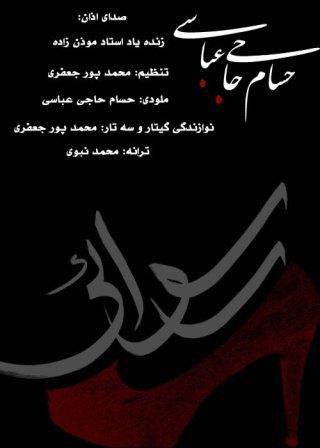 حسام حاجی عباسی
صدای اذان:
زنده یاد استاد موذن زاده
تنظیم: محمد پور جعفری
ملودی: حسام حاجی عباسی
نوازندگی گیتار و سه تار: محمد پور جعفری
ترانه: محمد نبوی
رسوائی